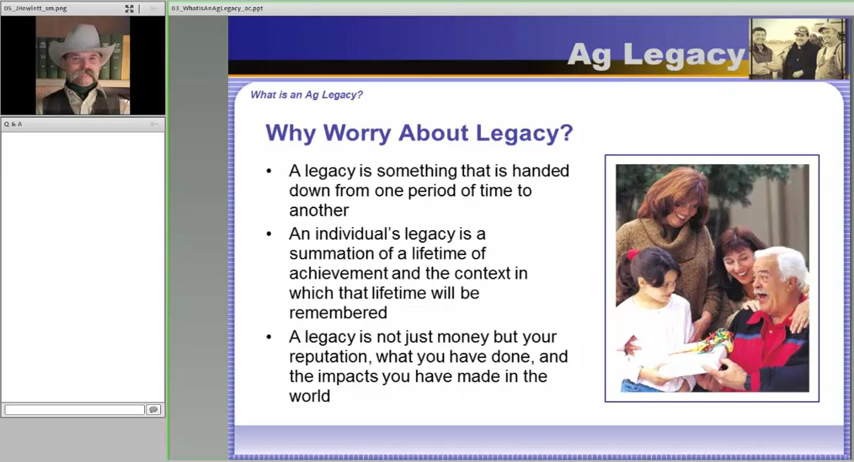 05_JHewlett_sm.png
03_WhatIsAnAgLegacy_ac.ppt
Q & A
Ag Legacy
What is an Ag Legacy?
Why Worry About Legacy?
• A legacy is something that is handed
down from one period of time to
another
• An individual's legacy is a
summation of a lifetime of
achievement and the context in
which that lifetime will be
remembered
• A legacy is not just money but your
reputation, what you have done, and
the impacts you have made in the
world